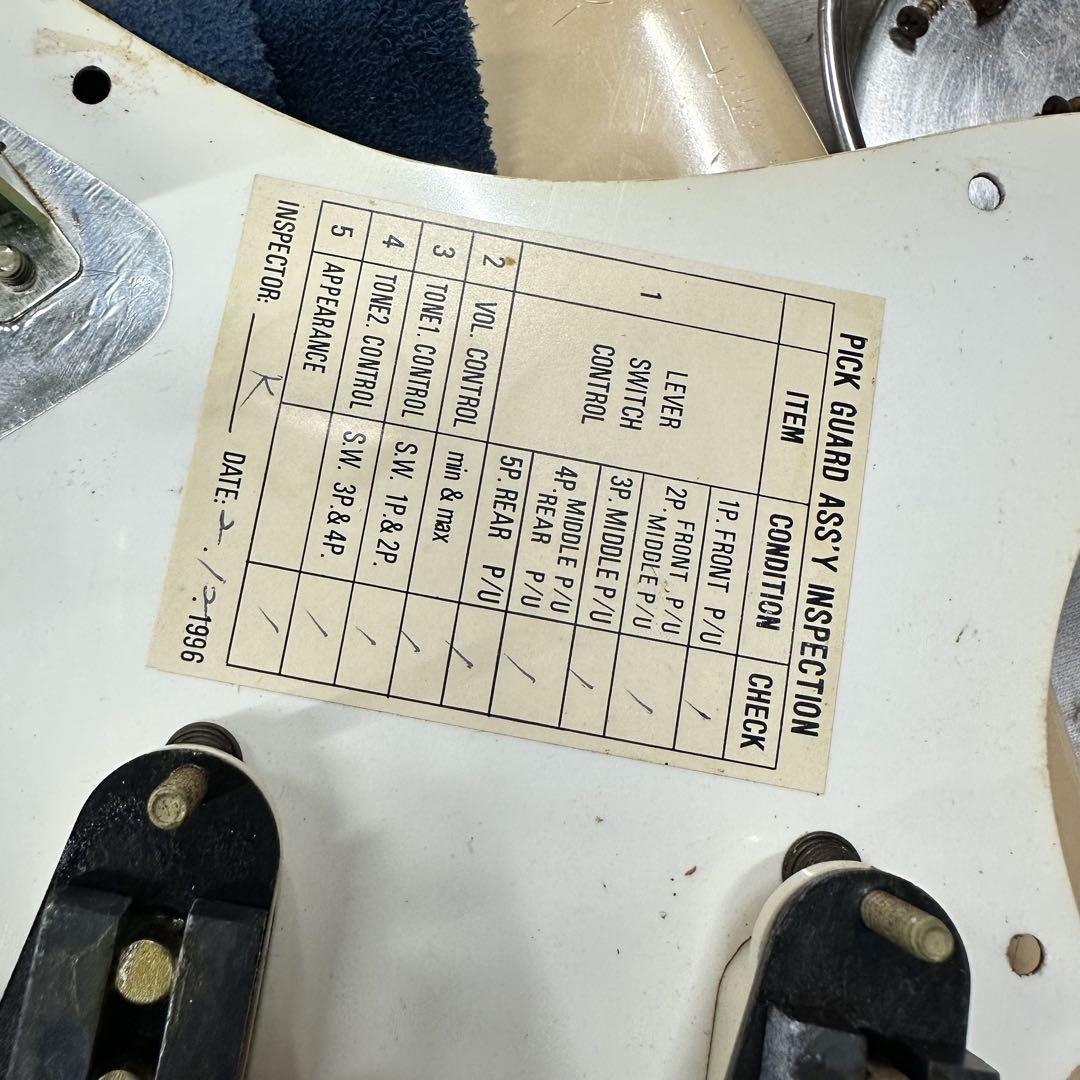 PICK GUARD ASS'Y INSPECTION
ITEM CONDITION CHECK
1 LEVER SWITCH CONTROL 1P. FRONT P/U /
2P. FRONT P/U MIDDLE P/U /
3P. MIDDLE P/U /
4P. MIDDLE P/U REAR P/U /
5P. REAR P/U /
2 VOL. CONTROL min & max /
3 TONE1. CONTROL S.W. 1P.& 2P. /
4 TONE2. CONTROL S.W. 3P.& 4P. /
5 APPEARANCE /
INSPECTOR: K DATE: 2. 12. 1996